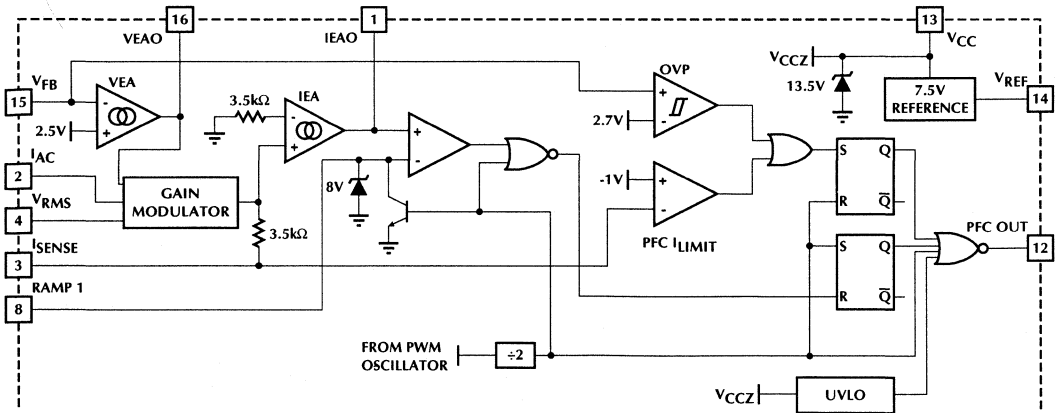 16
VEAO
1
IEAO
13
VCC
VCCZ
13.5V
7.5V
REFERENCE
VREF
14
VFB
15
VEA
-
+
2.5V
3.5kΩ
IEA
-
+
+
-
8V
OVP
+
-
2.7V
-1V
+
-
PFC ILIMIT
IAC
2
VRMS
4
GAIN
MODULATOR
3.5kΩ
ISENSE
3
RAMP 1
8
S
Q
R
Q
S
Q
R
Q
PFC OUT
12
FROM PWM
OSCILLATOR
÷2
VCCZ
UVLO